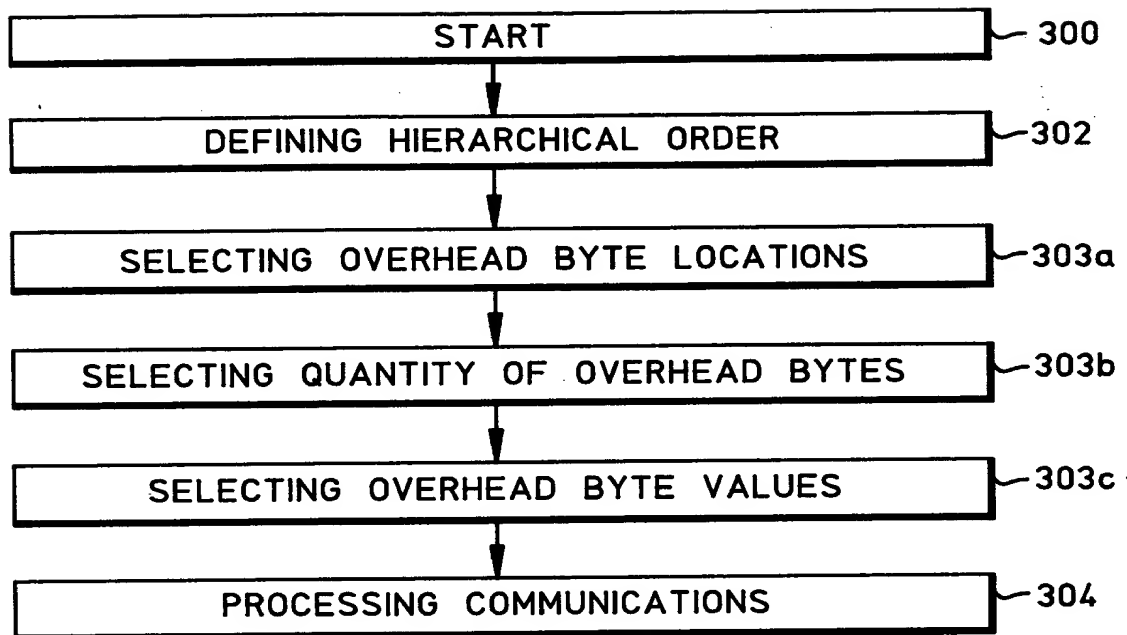 START 300
DEFINING HIERARCHICAL ORDER 302
SELECTING OVERHEAD BYTE LOCATIONS 303a
SELECTING QUANTITY OF OVERHEAD BYTES 303b
SELECTING OVERHEAD BYTE VALUES 303c
PROCESSING COMMUNICATIONS 304